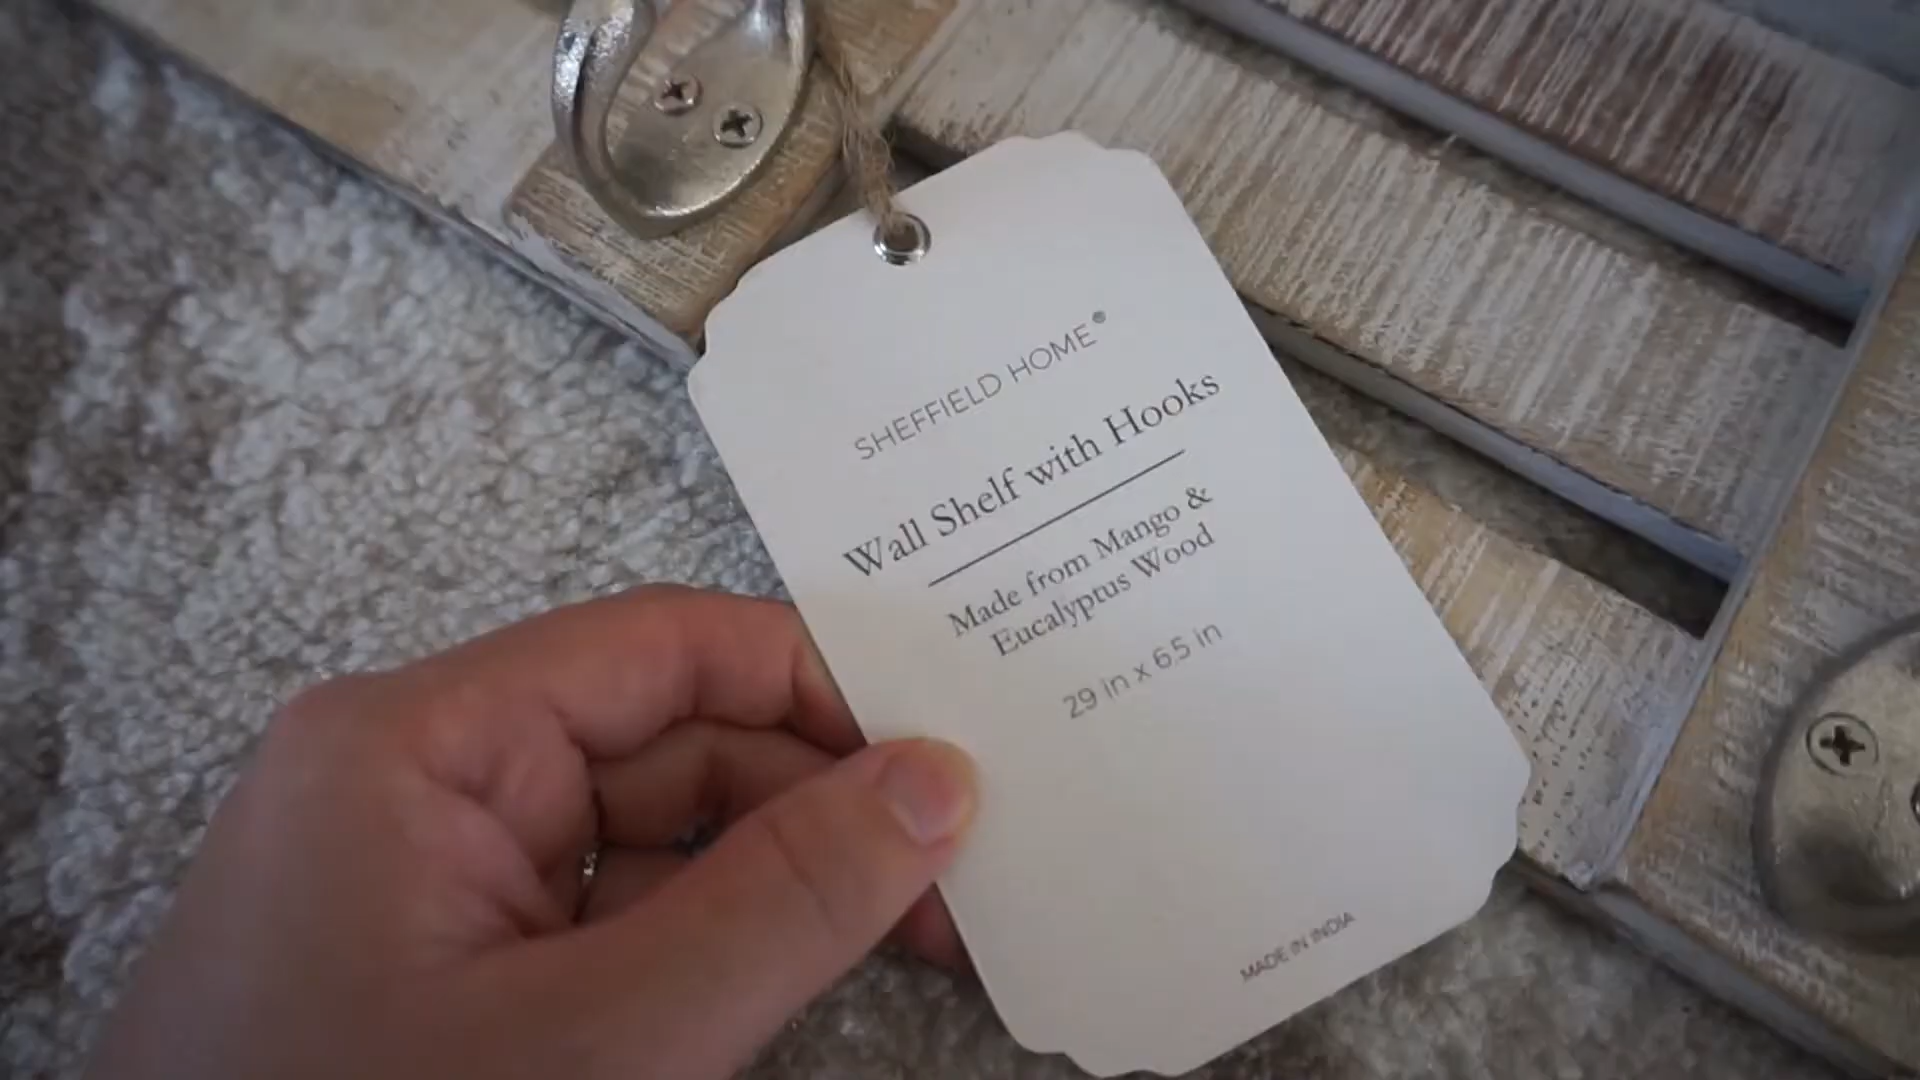 SHEFFIELD HOME®
Wall Shelf with Hooks
Made from Mango &
Eucalyptus Wood
29 in x 6.5 in
MADE IN INDIA